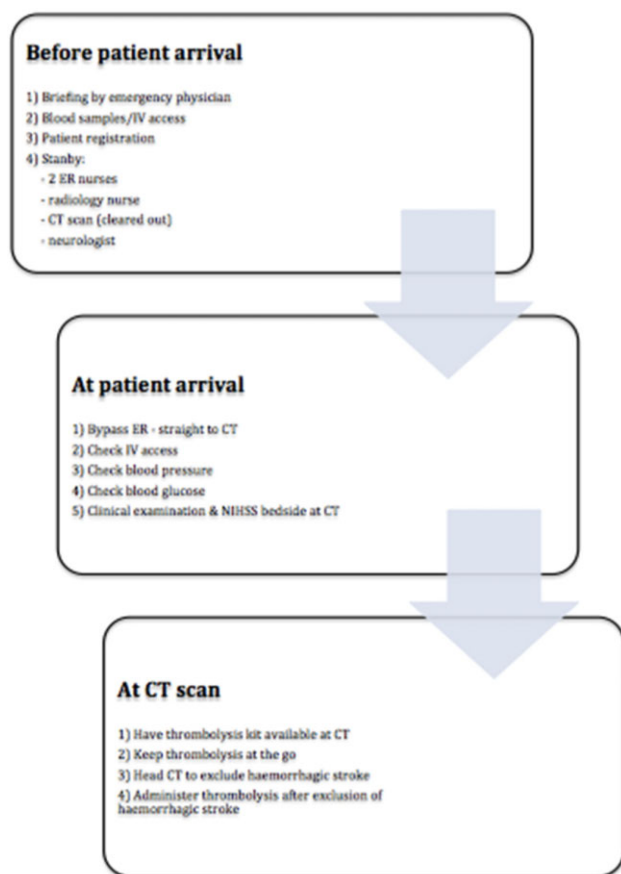 Before patient arrival
1) Briefing by emergency physician
2) Blood samples/IV access
3) Patient registration
4) Stanby:
- 2 ER nurses
- radiology nurse
- CT scan (cleared out)
- neurologist
At patient arrival
1) Bypass ER - straight to CT
2) Check IV access
3) Check blood pressure
4) Check blood glucose
5) Clinical examination & NIHSS bedside at CT
At CT scan
1) Have thrombolysis kit available at CT
2) Keep thrombolysis at the go
3) Head CT to exclude haemorrhagic stroke
4) Administer thrombolysis after exclusion of
haemorrhagic stroke